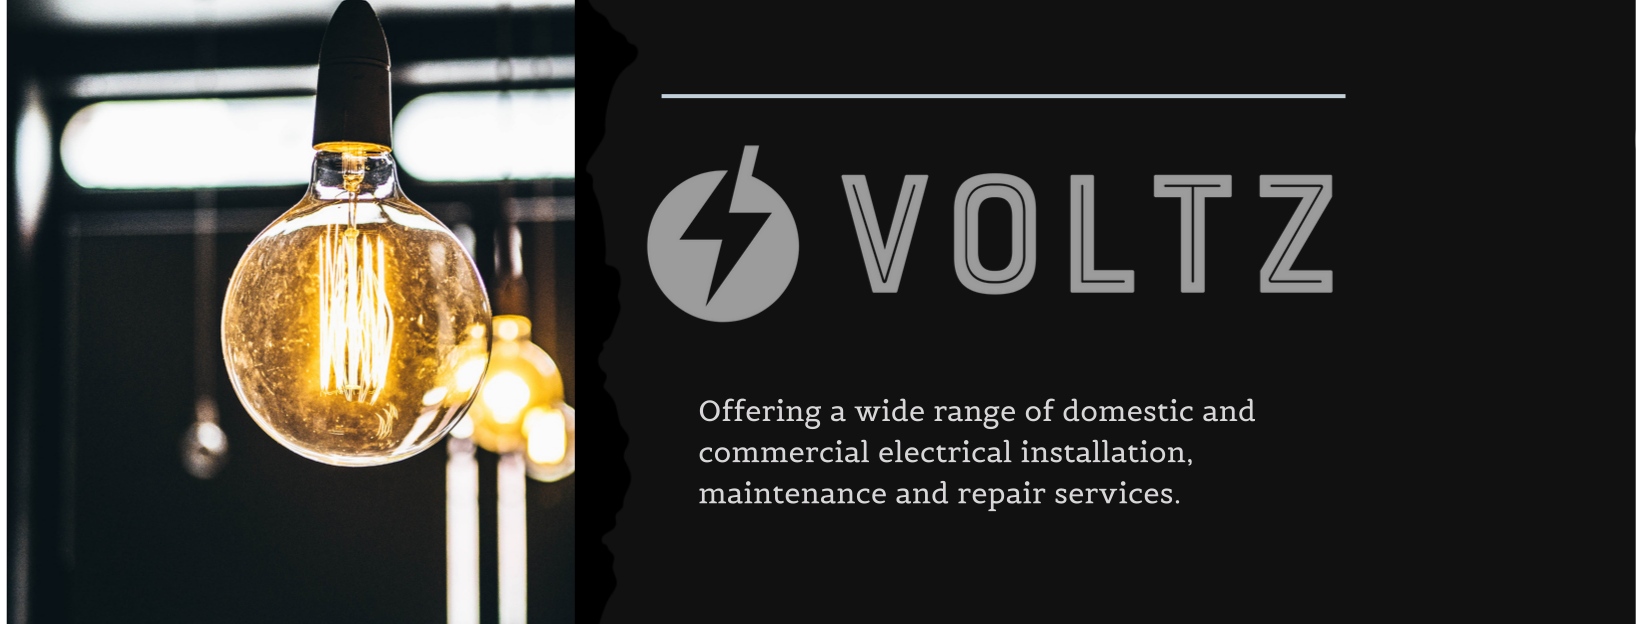 VOLTZ
Offering a wide range of domestic and
commercial electrical installation,
maintenance and repair services.